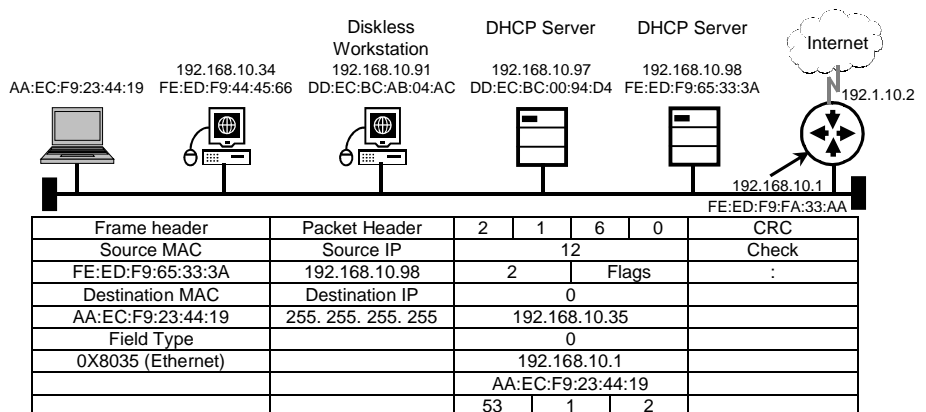 Diskless
Workstation
DHCP Server
DHCP Server
Internet
192.168.10.34
192.168.10.91
192.168.10.97
192.168.10.98
AA:EC:F9:23:44:19
FE:ED:F9:44:45:66
DD:EC:BC:AB:04:AC
DD:EC:BC:00:94:D4
FE:ED:F9:65:33:3A
192.1.10.2
192.168.10.1
FE:ED:F9:FA:33:AA
Frame header Packet Header 2 1 6 0 CRC
Source MAC Source IP 12 Check
FE:ED:F9:65:33:3A 192.168.10.98 2 Flags :
Destination MAC Destination IP 0
AA:EC:F9:23:44:19 255. 255. 255. 255 192.168.10.35
Field Type 0
0X8035 (Ethernet) 192.168.10.1
AA:EC:F9:23:44:19
53 1 2